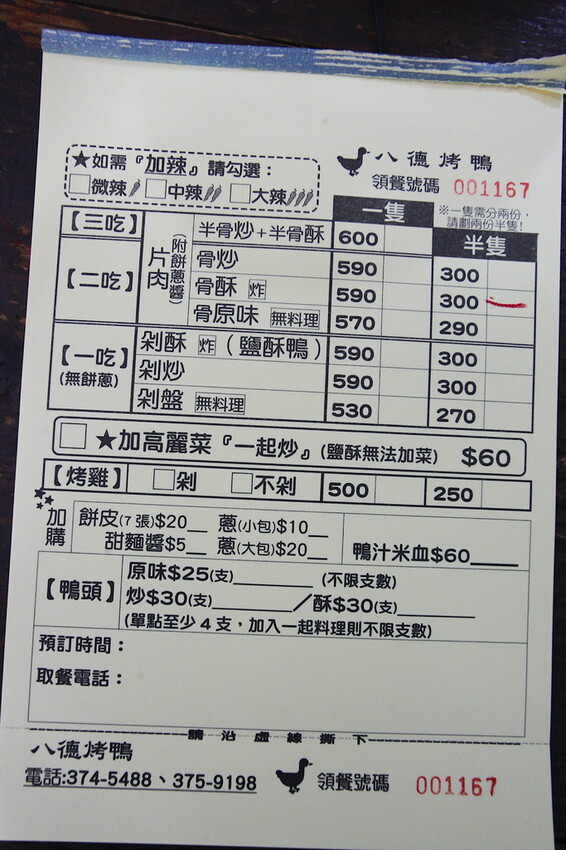 ★如需『加辣』請勾選：
微辣 中辣 大辣
八德烤鴨
領餐號碼 001167
一隻
※一隻需分兩份，
請劃兩份半隻!
半隻
【三吃】 片肉 (附餅蔥醬) 半骨炒+半骨酥 600
【二吃】 骨炒 590 300
骨酥 炸 590 300
骨原味 無料理 570 290
【一吃】 (無餅蔥) 剁酥 炸 (鹽酥鴨) 590 300
剁炒 590 300
剁盤 無料理 530 270
★加高麗菜『一起炒』(鹽酥無法加菜) $60
【烤雞】 剁 不剁 500 250
加購
餅皮(7張)$20__ 蔥(小包)$10__
甜麵醬$5__ 蔥(大包)$20__
鴨汁米血$60____
【鴨頭】
原味$25(支)_______ (不限支數)
炒$30(支)_______／酥$30(支)_______
(單點至少4支，加入一起料理則不限支數)
預訂時間：
取餐電話：
請沿虛線撕下
八德烤鴨
電話:374-5488、375-9198
領餐號碼 001167